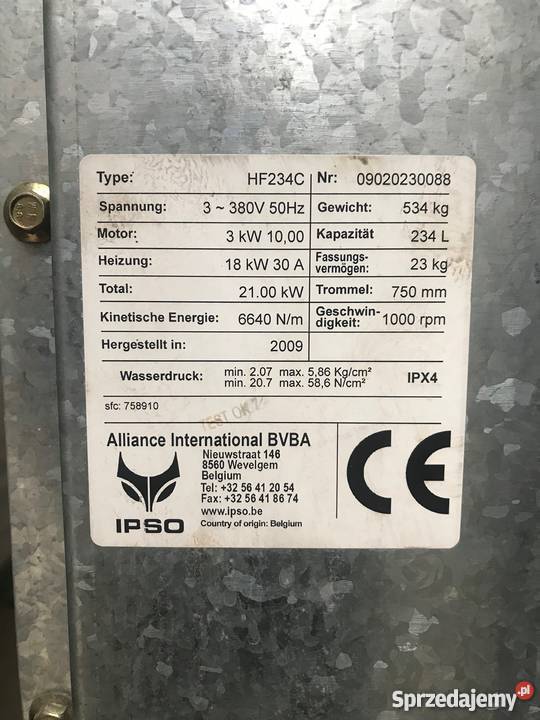 Type: HF234C Nr: 09020230088
Spannung: 3 ~ 380V 50Hz Gewicht: 534 kg
Motor: 3 kW 10,00 Kapazität 234 L
Heizung: 18 kW 30 A Fassungs-vermögen: 23 kg
Total: 21.00 kW Trommel: 750 mm
Kinetische Energie: 6640 N/m Geschwin-digkeit: 1000 rpm
Hergestellt in: 2009
Wasserdruck: min. 2.07 max. 5,86 Kg/cm² IPX4
min. 20.7 max. 58,6 N/cm²
sfc: 758910
TEST OK
Alliance International BVBA
Nieuwstraat 146
8560 Wevelgem
Belgium
Tel: +32 56 41 20 54
Fax: +32 56 41 86 74
www.ipso.be
Country of origin: Belgium
IPSO
CE
Sprzedajemy.pl